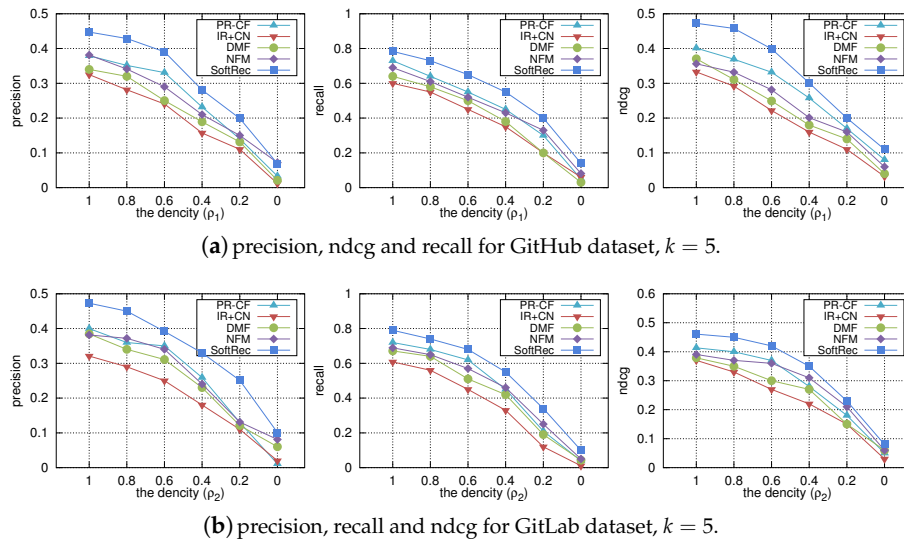 0.5
0.4
0.3
0.2
0.1
0
precision
1 0.8 0.6 0.4 0.2 0
the dencity (ρ1)
PR-CF
IR+CN
DMF
NFM
SoftRec
1
0.8
0.6
0.4
0.2
0
recall
1 0.8 0.6 0.4 0.2 0
the dencity (ρ1)
PR-CF
IR+CN
DMF
NFM
SoftRec
0.5
0.4
0.3
0.2
0.1
0
ndcg
1 0.8 0.6 0.4 0.2 0
the dencity (ρ1)
PR-CF
IR+CN
DMF
NFM
SoftRec
(a) precision, ndcg and recall for GitHub dataset, k = 5.
0.5
0.4
0.3
0.2
0.1
0
precision
1 0.8 0.6 0.4 0.2 0
the dencity (ρ2)
PR-CF
IR+CN
DMF
NFM
SoftRec
1
0.8
0.6
0.4
0.2
0
recall
1 0.8 0.6 0.4 0.2 0
the dencity (ρ2)
PR-CF
IR+CN
DMF
NFM
SoftRec
0.6
0.5
0.4
0.3
0.2
0.1
0
ndcg
1 0.8 0.6 0.4 0.2 0
the dencity (ρ2)
PR-CF
IR+CN
DMF
NFM
SoftRec
(b) precision, recall and ndcg for GitLab dataset, k = 5.